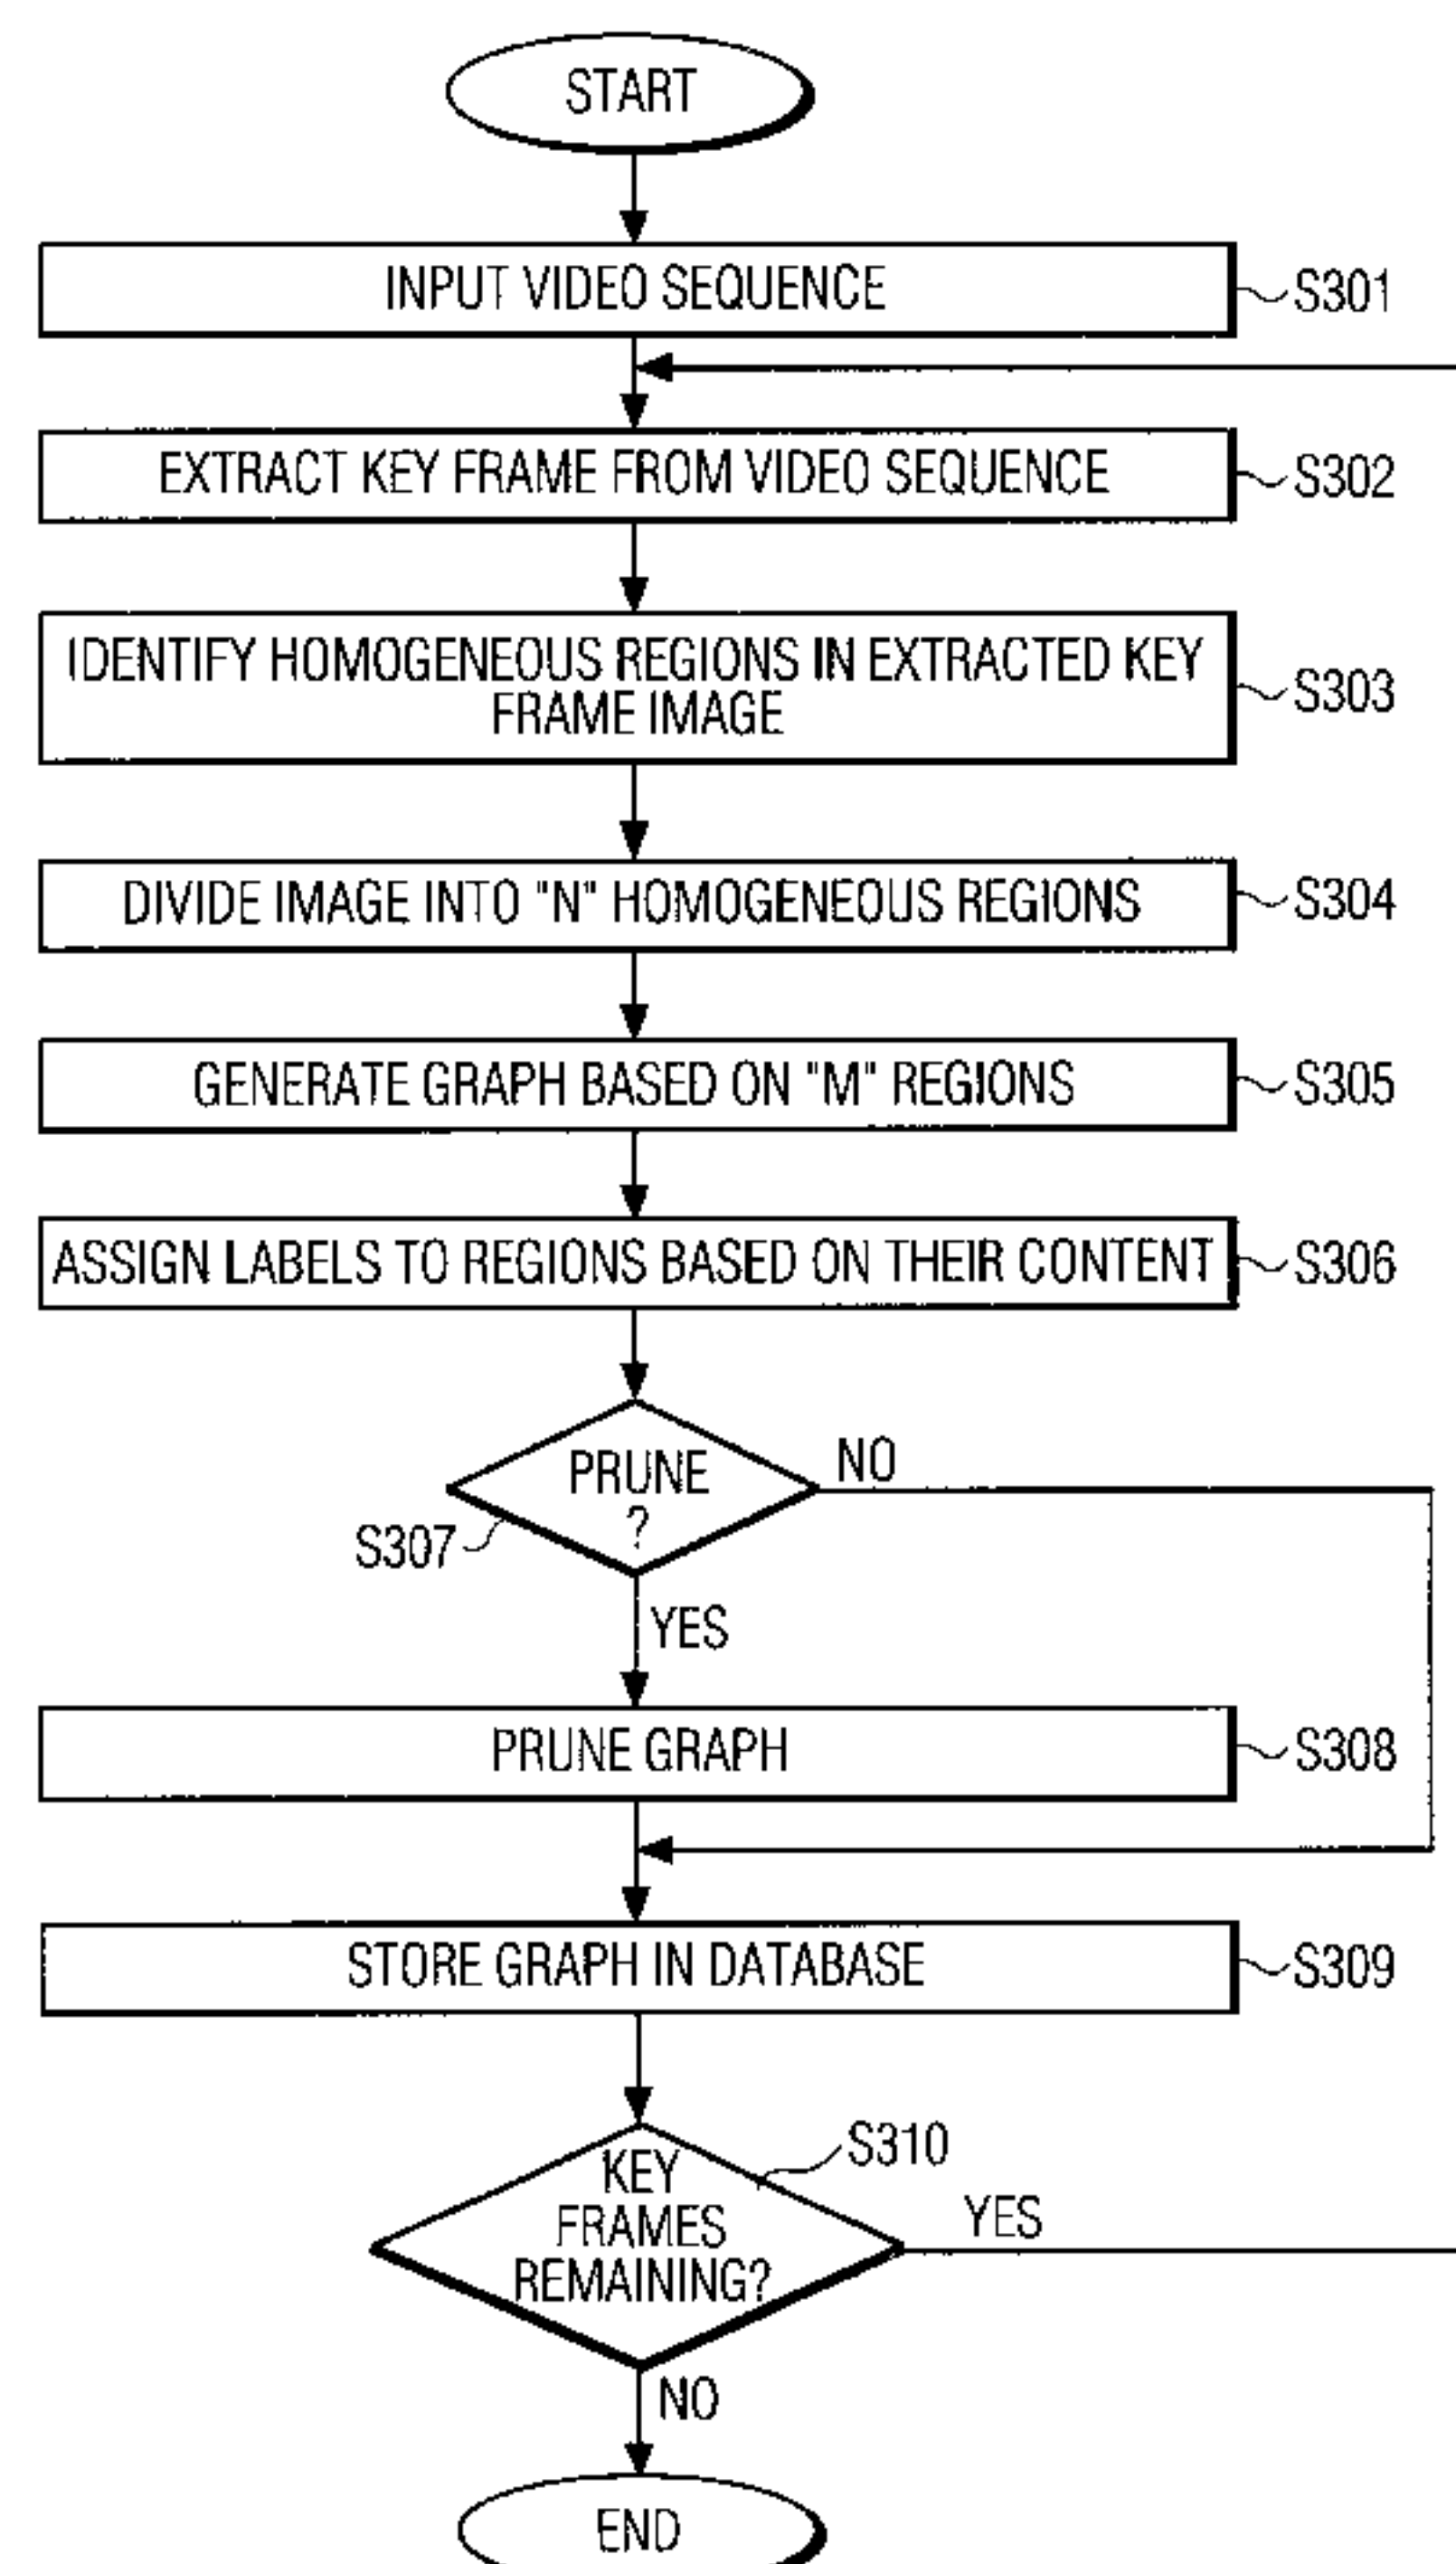 START
INPUT VIDEO SEQUENCE
S301
EXTRACT KEY FRAME FROM VIDEO SEQUENCE
S302
IDENTIFY HOMOGENEOUS REGIONS IN EXTRACTED KEY
FRAME IMAGE
S303
DIVIDE IMAGE INTO "N" HOMOGENEOUS REGIONS
S304
GENERATE GRAPH BASED ON "M" REGIONS
S305
ASSIGN LABELS TO REGIONS BASED ON THEIR CONTENT
S306
PRUNE
?
NO
S307
YES
PRUNE GRAPH
S308
STORE GRAPH IN DATABASE
S309
S310
KEY
FRAMES
REMAINING?
YES
NO
END